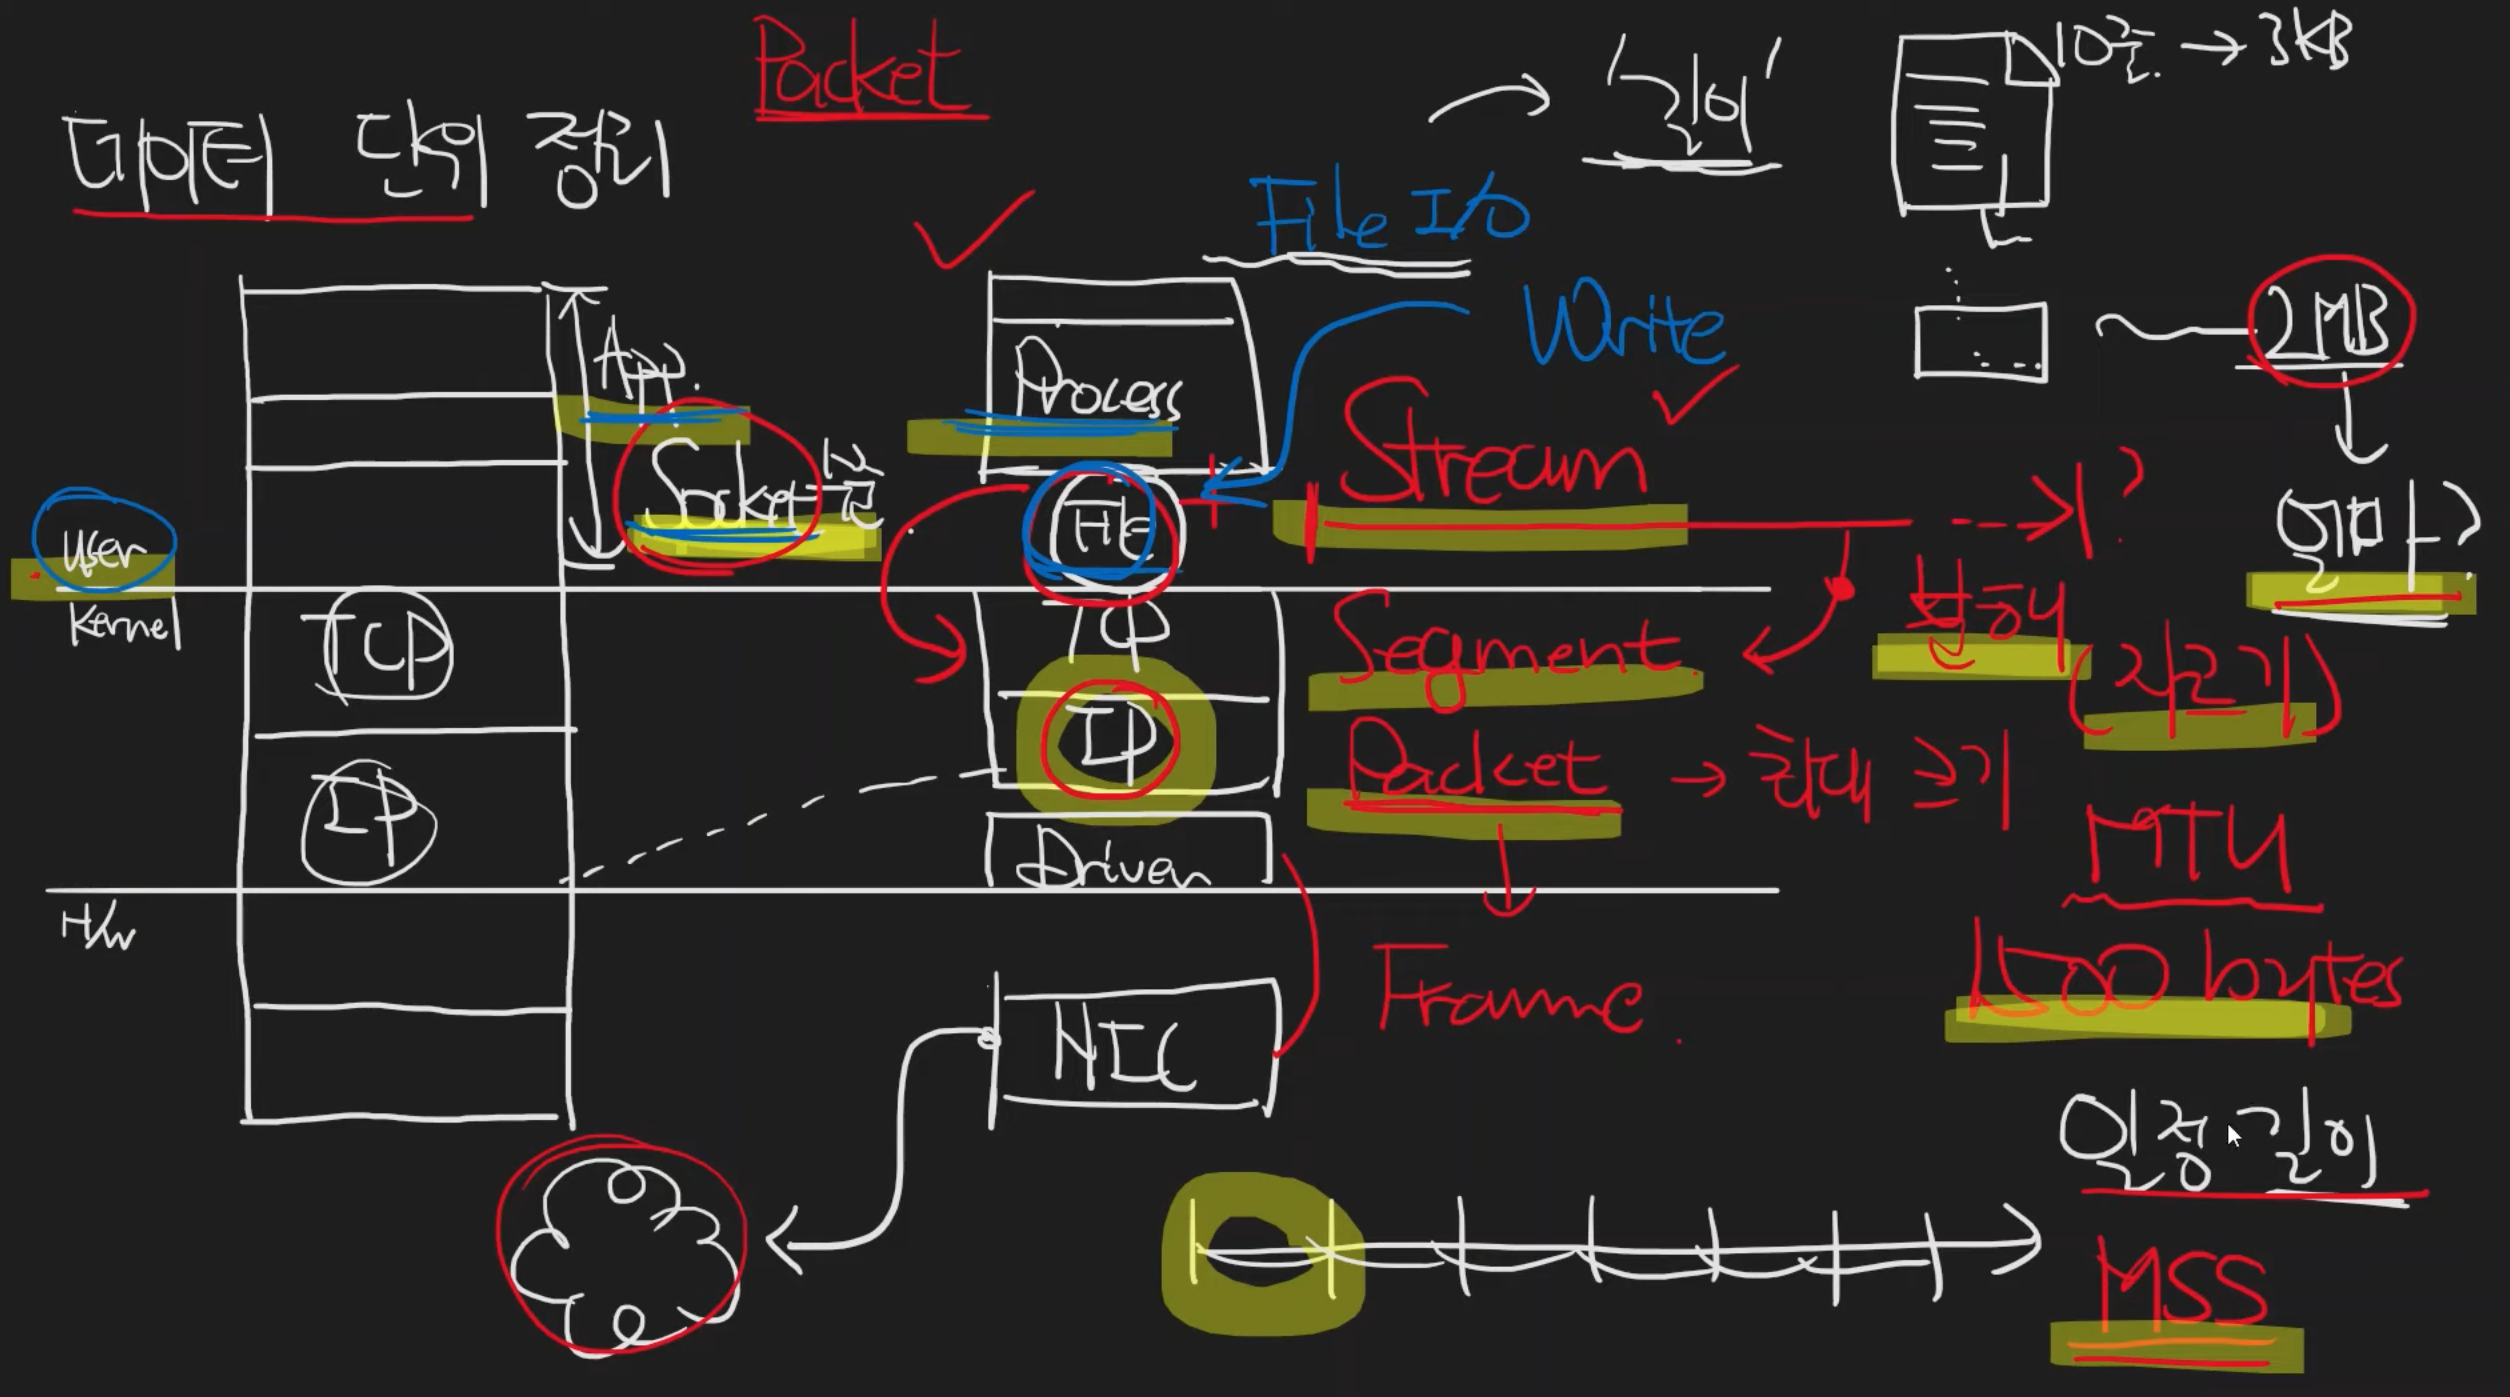 Packet
데이터 단위 정리
'길이'
10줄. → 3KB
File I/O
Write
2MB
App.
Process
Stream
Socket
File
?
얼마나?
User
Kernel
TCP
TCP
Segment.
분해
(자르기)
IP
IP
Packet → 최대 크기
MTU
Driver
H/W
Frame
1500 bytes
NIC
일정 길이
MSS